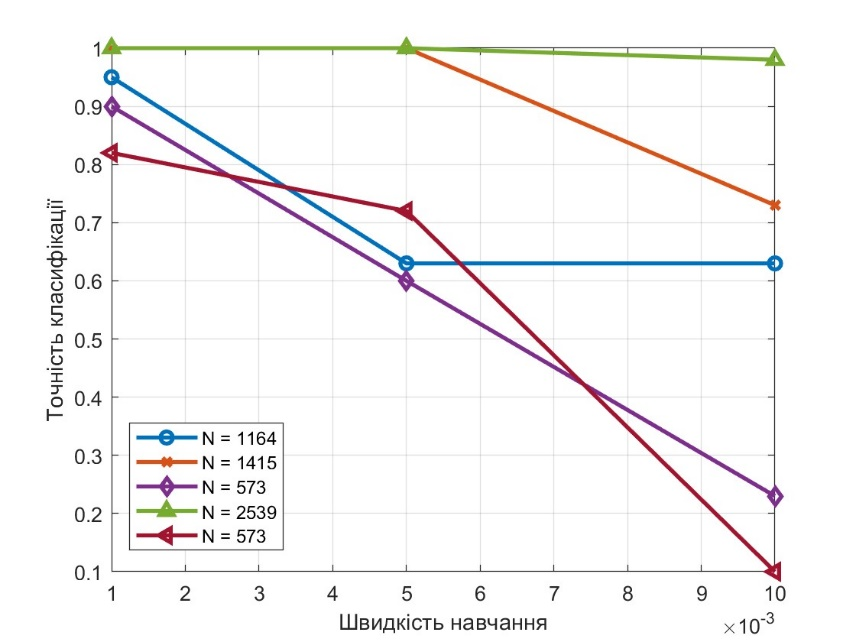 1
0.9
0.8
0.7
0.6
0.5
0.4
0.3
0.2
0.1
Точність класифікації
N = 1164
N = 1415
N = 573
N = 2539
N = 573
1 2 3 4 5 6 7 8 9 10
Швидкість навчання
×10⁻³